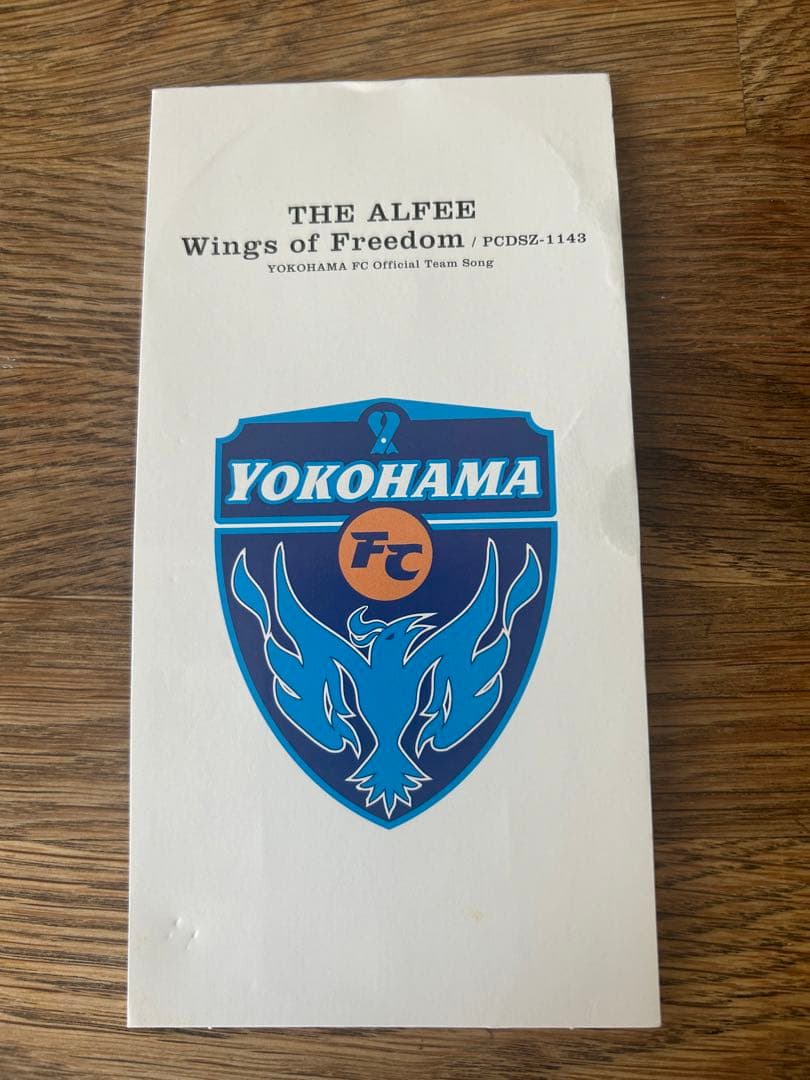 THE ALFEE
Wings of Freedom / PCDSZ-1143
YOKOHAMA FC Official Team Song
YOKOHAMA
FC